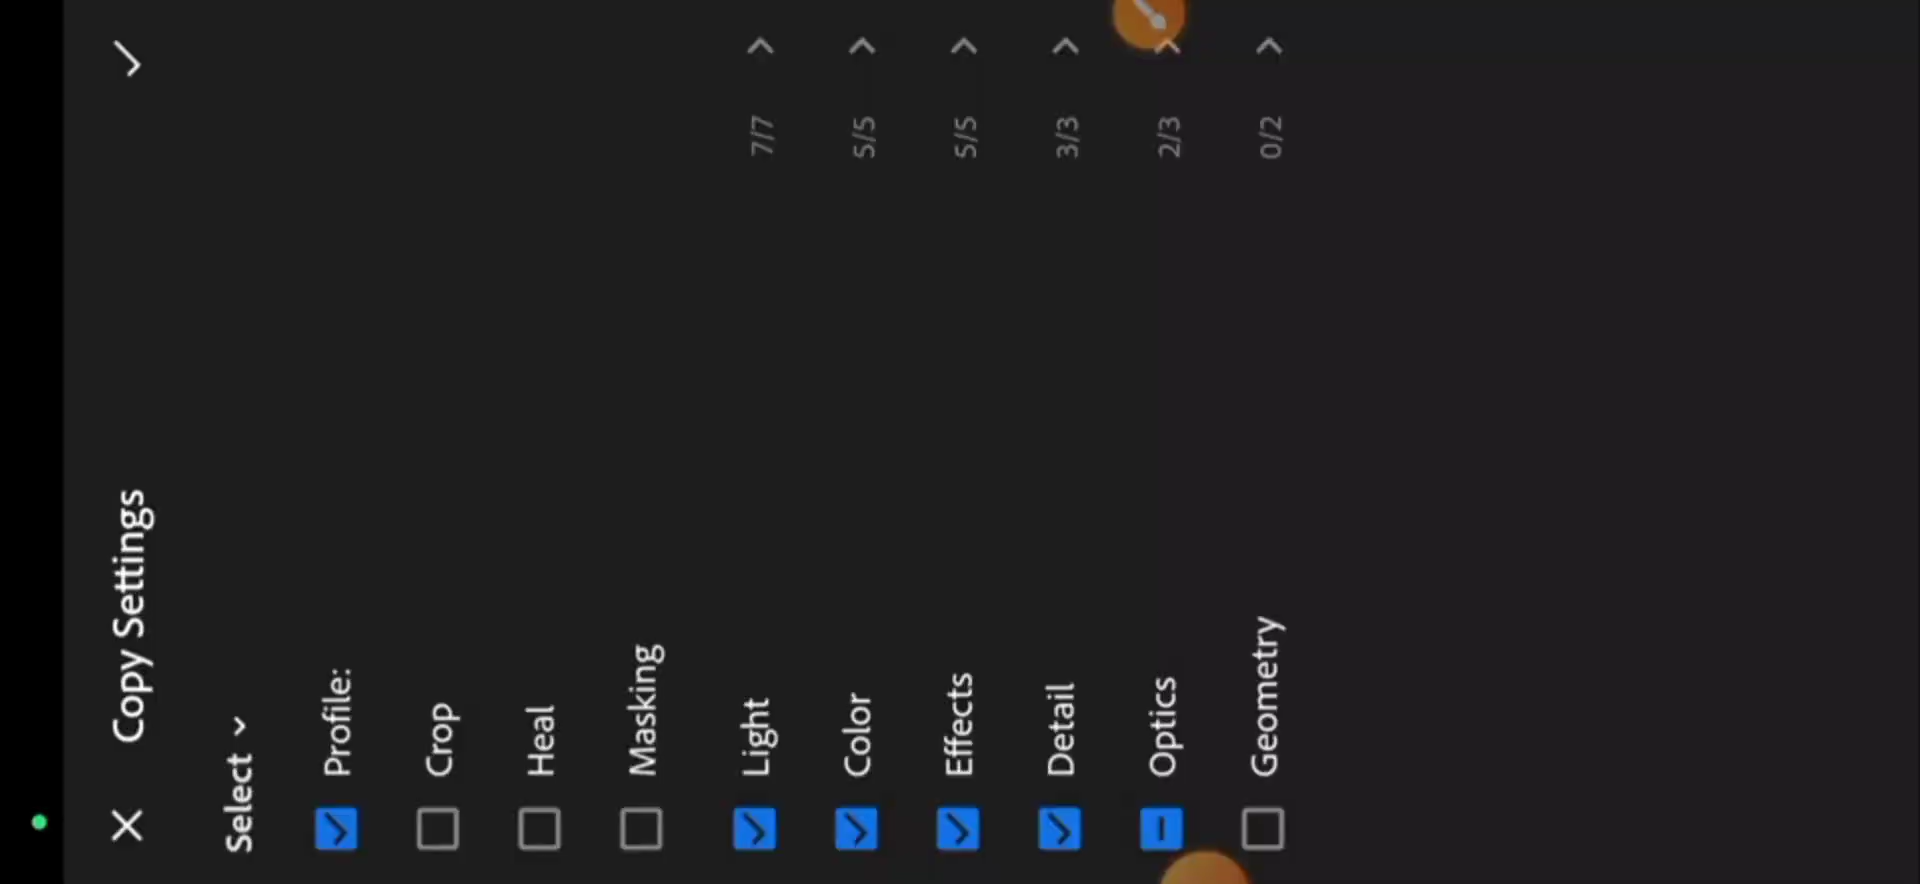 Copy Settings
Select
Profile:
Crop
Heal
Masking
Light 7/7
Color 5/5
Effects 5/5
Detail 3/3
Optics 2/3
Geometry 0/2